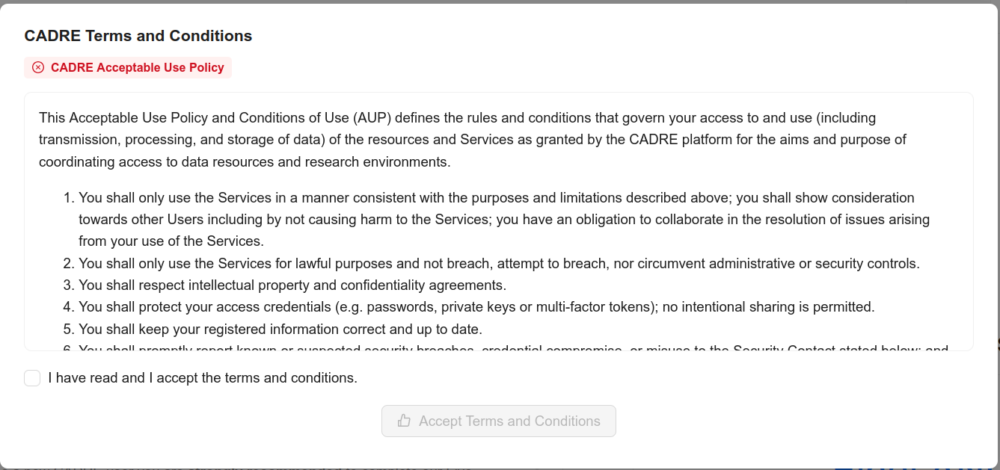 CADRE Terms and Conditions
CADRE Acceptable Use Policy
This Acceptable Use Policy and Conditions of Use (AUP) defines the rules and conditions that govern your access to and use (including
transmission, processing, and storage of data) of the resources and Services as granted by the CADRE platform for the aims and purpose of
coordinating access to data resources and research environments.
1. You shall only use the Services in a manner consistent with the purposes and limitations described above; you shall show consideration
towards other Users including by not causing harm to the Services; you have an obligation to collaborate in the resolution of issues arising
from your use of the Services.
2. You shall only use the Services for lawful purposes and not breach, attempt to breach, nor circumvent administrative or security controls.
3. You shall respect intellectual property and confidentiality agreements.
4. You shall protect your access credentials (e.g. passwords, private keys or multi-factor tokens); no intentional sharing is permitted.
5. You shall keep your registered information correct and up to date.
6. You shall promptly report known or suspected security breaches, credential compromise, or misuse to the Security Contact stated below; and
I have read and I accept the terms and conditions.
Accept Terms and Conditions